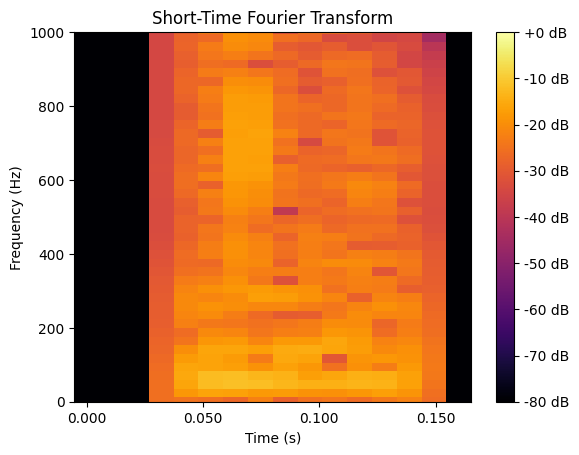 Short-Time Fourier Transform
1000
800
600
400
200
0
Frequency (Hz)
0.000
0.050
0.100
0.150
Time (s)
+0 dB
-10 dB
-20 dB
-30 dB
-40 dB
-50 dB
-60 dB
-70 dB
-80 dB